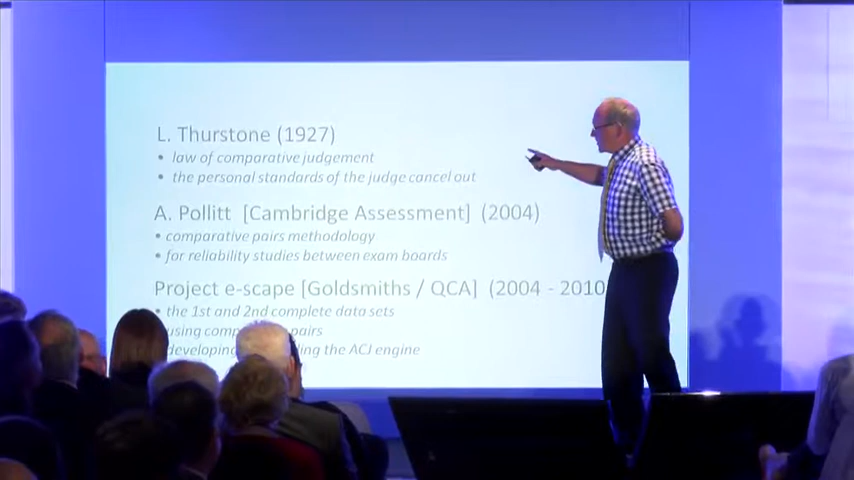 L. Thurstone (1927)
• law of comparative judgement
• the personal standards of the judge cancel out
A. Pollitt [Cambridge Assessment] (2004)
• comparative pairs methodology
• for reliability studies between exam boards
Project e-scape [Goldsmiths / QCA] (2004 - 2010
• the 1st and 2nd complete data sets
using pairs
the ACJ engine